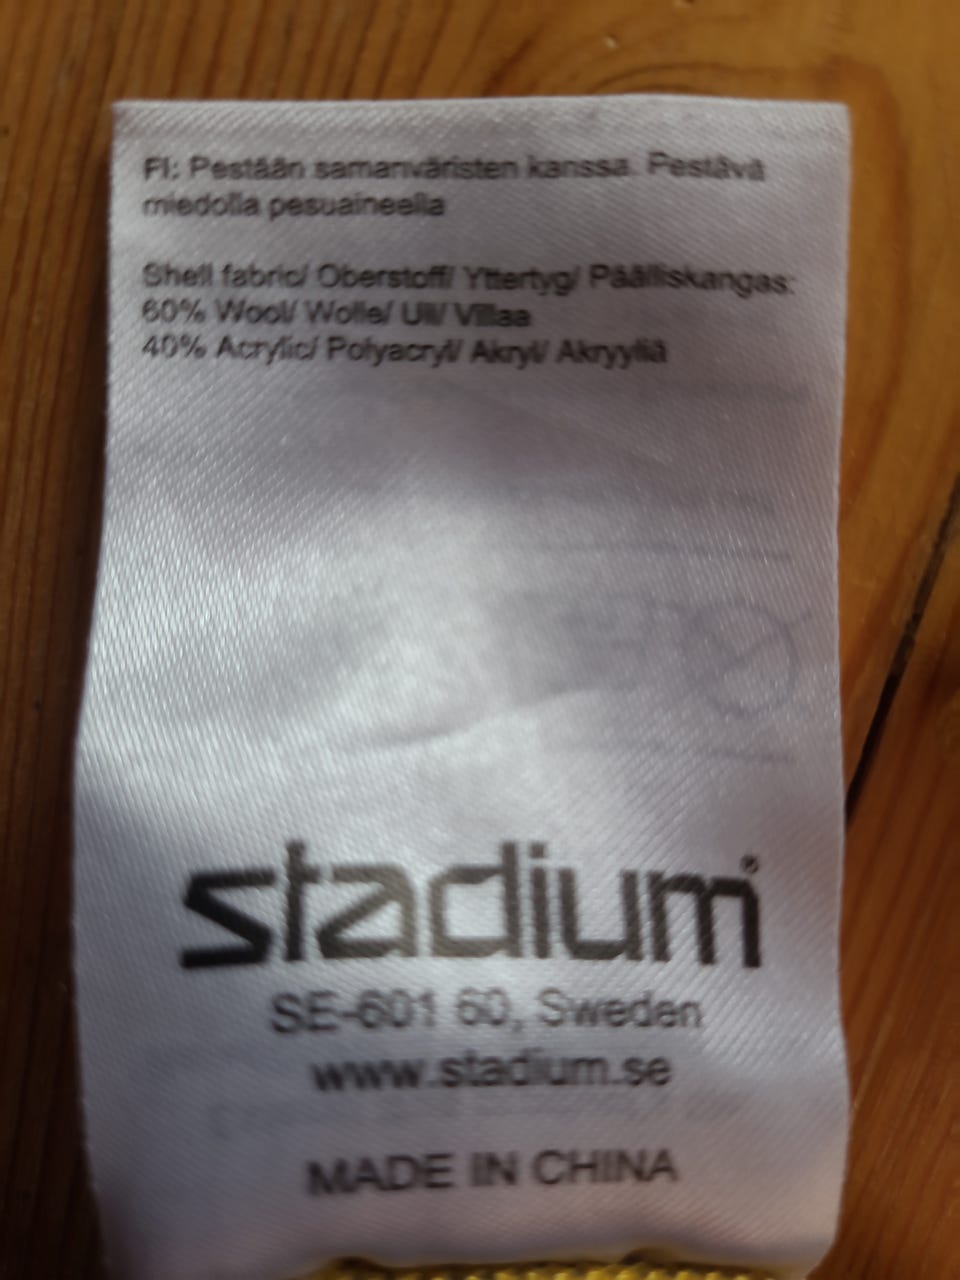 FI: Pestään samanväristen kanssa. Pestävä
miedolla pesuaineella
Shell fabric/ Oberstoff/ Yttertyg/ Päälliskangas:
60% Wool/ Wolle/ Ull/ Villaa
40% Acrylic/ Polyacryl/ Akryl/ Akryyliä
stadium®
SE-601 60, Sweden
www.stadium.se
MADE IN CHINA